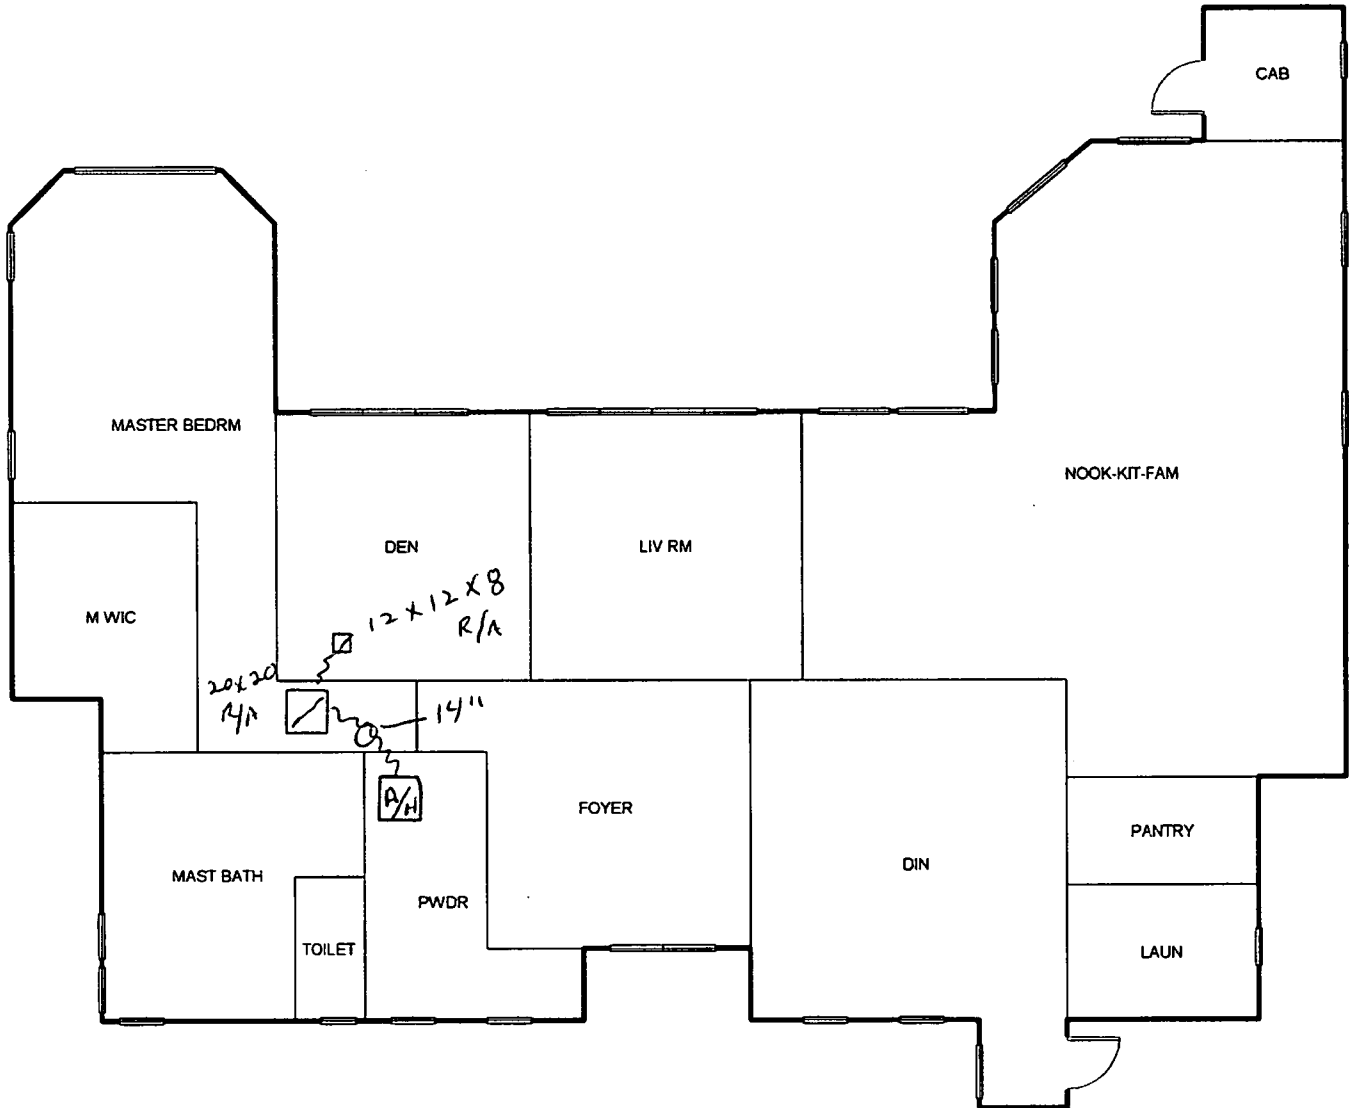 CAB
MASTER BEDRM
NOOK-KIT-FAM
DEN
LIV RM
12 x 12 x 8
R/A
M WIC
20x20
R/A
14"
A/H
FOYER
PANTRY
DIN
MAST BATH
PWDR
TOILET
LAUN